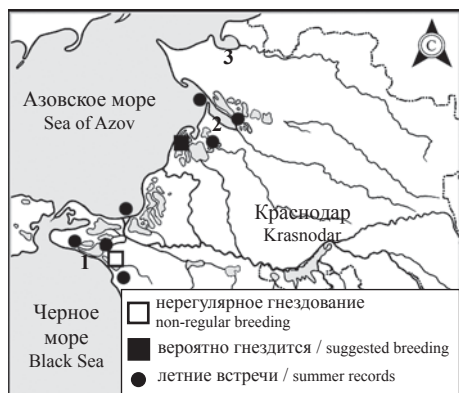 3
С
Азовское море
Sea of Azov
2
Краснодар
Krasnodar
1
Черное
море
Black Sea
нерегулярное гнездование
non-regular breeding
вероятно гнездится / suggested breeding
летние встречи / summer records